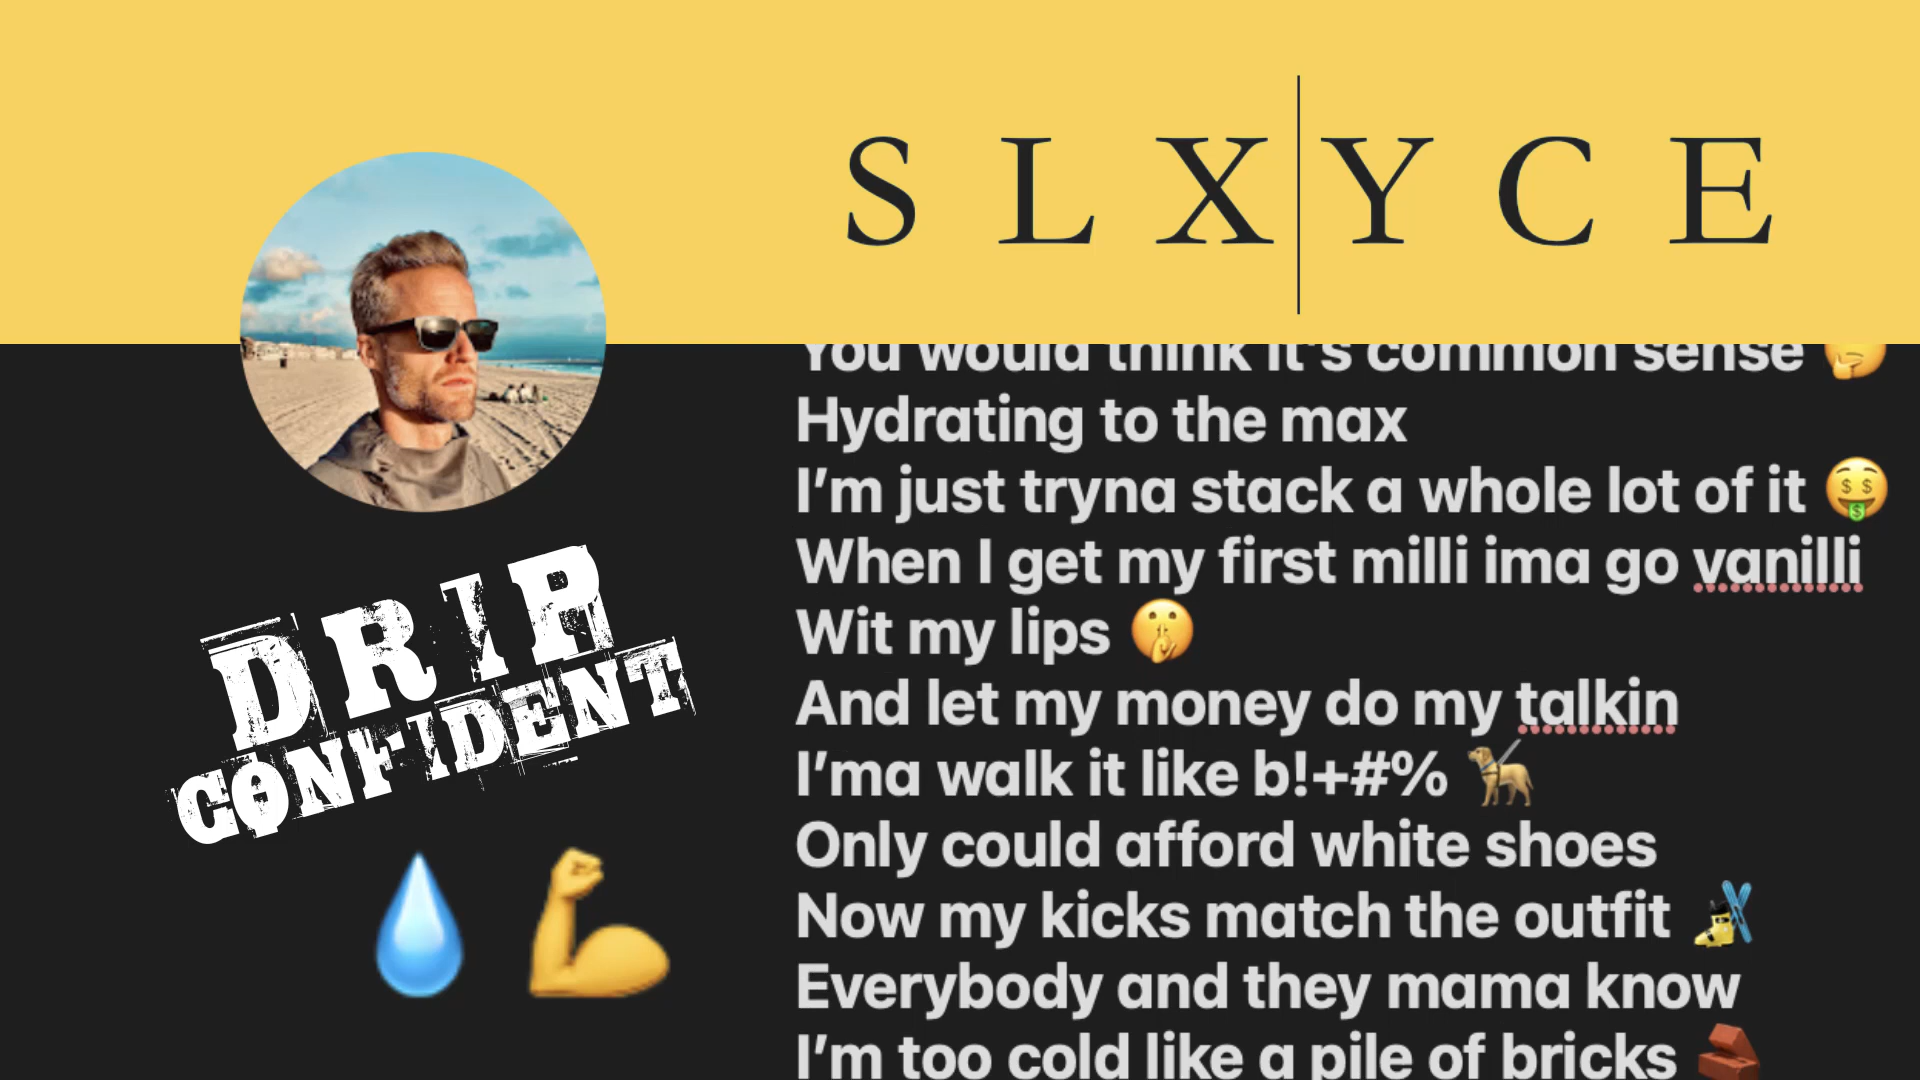 S L X Y C E
DRIP
CONFIDENT
You would think it's common sense 🤔
Hydrating to the max
I'm just tryna stack a whole lot of it 🤑
When I get my first milli ima go vanilli
Wit my lips 🤫
And let my money do my talkin
I'ma walk it like b!+#% 🦮
Only could afford white shoes
Now my kicks match the outfit 🎿
Everybody and they mama know
I'm too cold like a pile of bricks 🧱